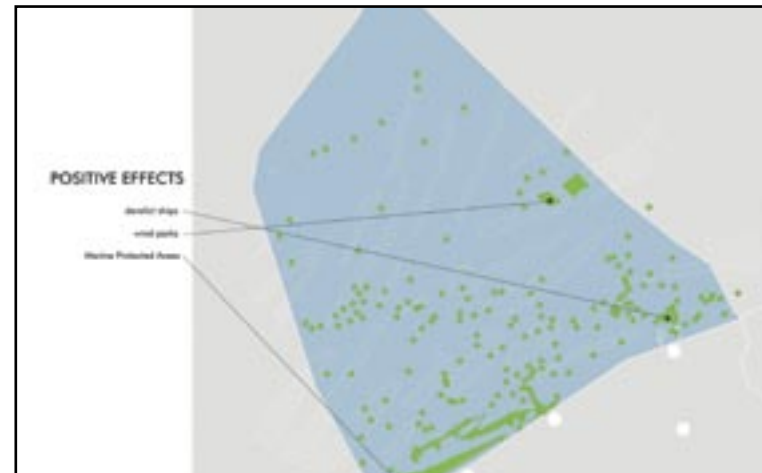 POSITIVE EFFECTS
derelict ships
wind parks
Marine Protected Areas